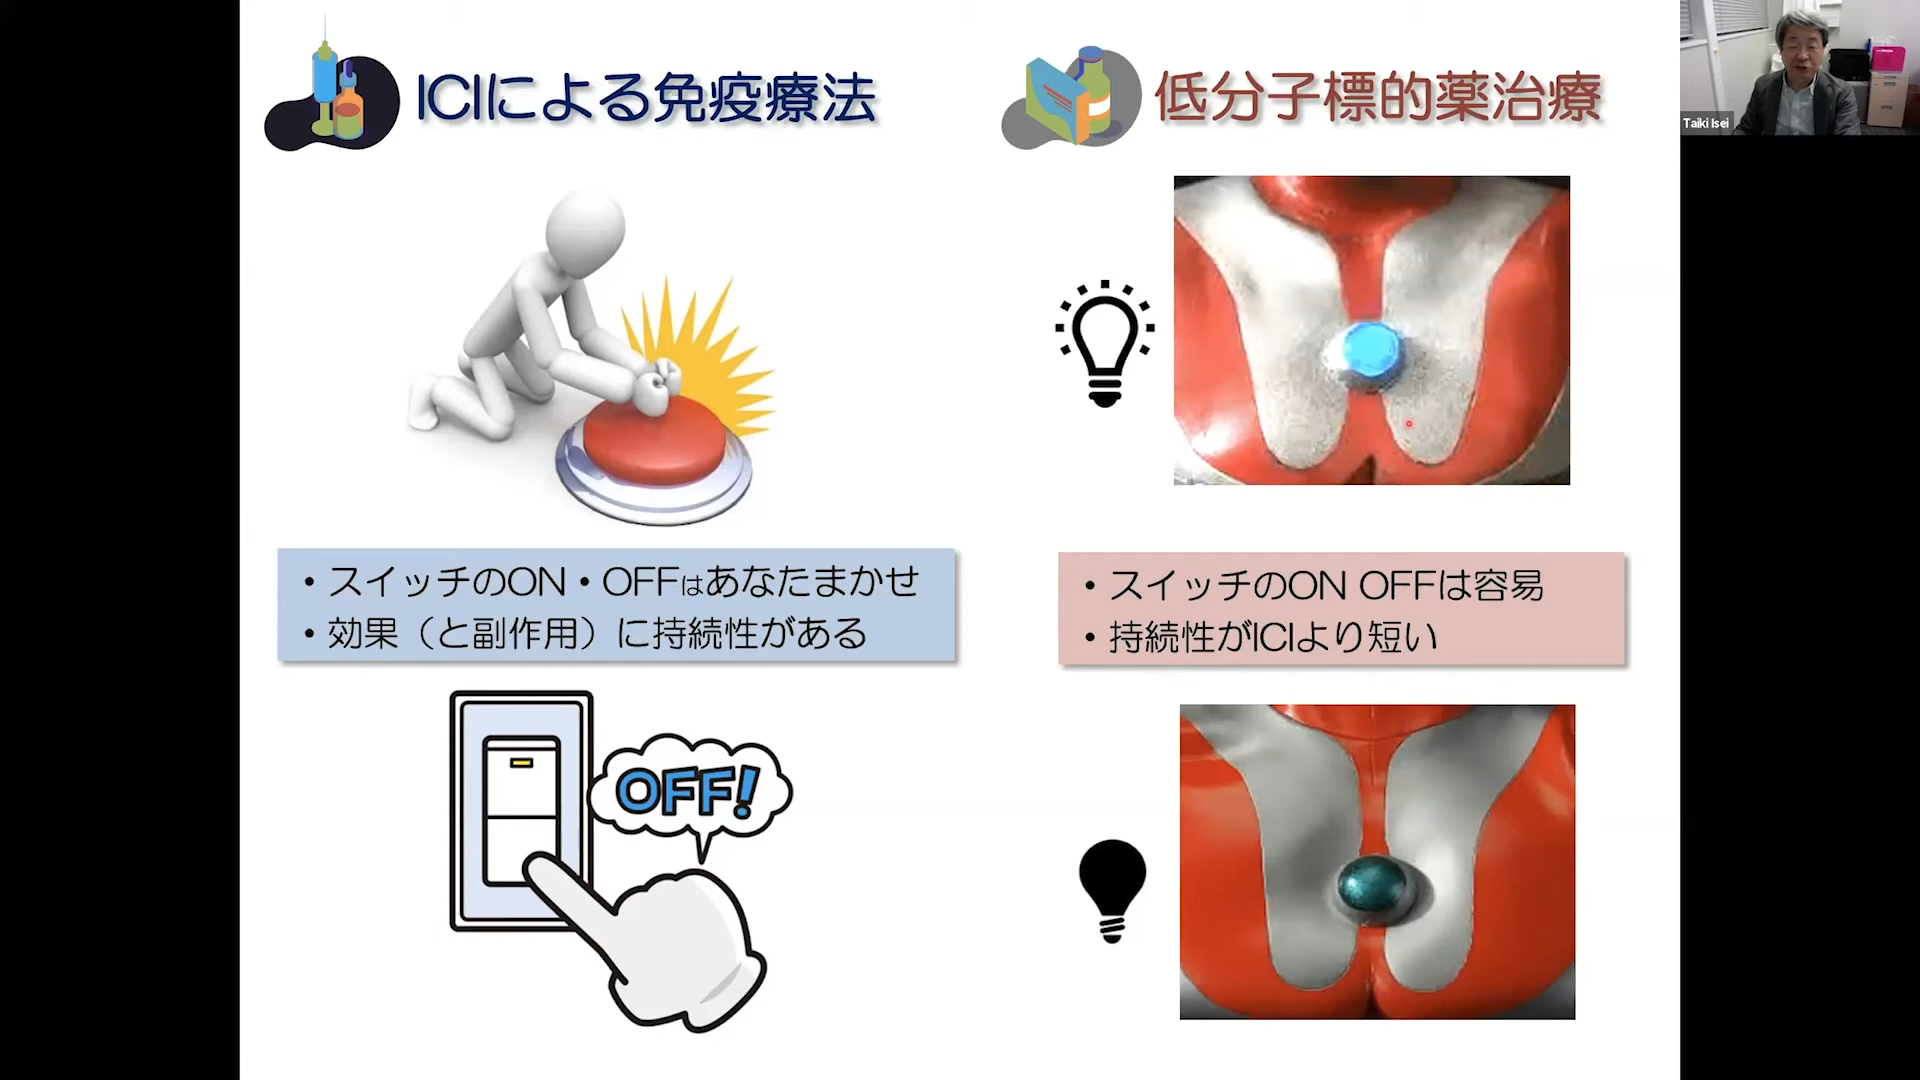 ICIによる免疫療法
低分子標的薬治療
Taiki Isei
・スイッチのON・OFFはあなたまかせ
・効果（と副作用）に持続性がある
・スイッチのON OFFは容易
・持続性がICIより短い
OFF!